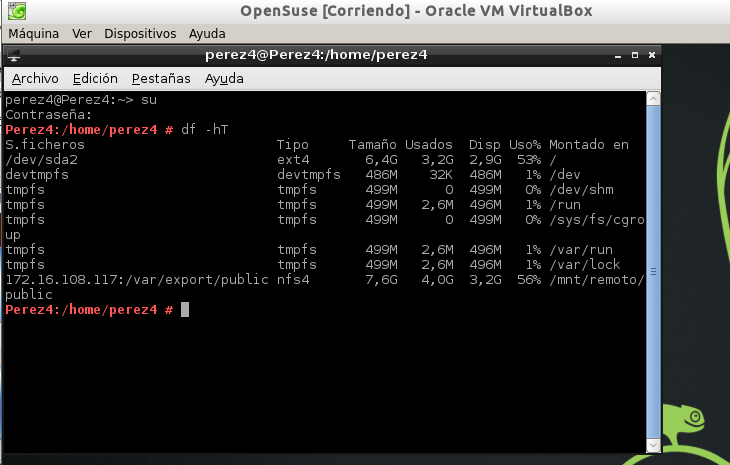 OpenSuse [Corriendo] - Oracle VM VirtualBox
Máquina Ver Dispositivos Ayuda
perez4@Perez4:/home/perez4
Archivo Edición Pestañas Ayuda
perez4@Perez4:~> su
Contraseña:
Perez4:/home/perez4 # df -hT
S.ficheros Tipo Tamaño Usados Disp Uso% Montado en
/dev/sda2 ext4 6,4G 3,2G 2,9G 53% /
devtmpfs devtmpfs 486M 32K 486M 1% /dev
tmpfs tmpfs 499M 0 499M 0% /dev/shm
tmpfs tmpfs 499M 2,6M 496M 1% /run
tmpfs tmpfs 499M 0 499M 0% /sys/fs/cgro
up
tmpfs tmpfs 499M 2,6M 496M 1% /var/run
tmpfs tmpfs 499M 2,6M 496M 1% /var/lock
172.16.108.117:/var/export/public nfs4 7,6G 4,0G 3,2G 56% /mnt/remoto/
public
Perez4:/home/perez4 #